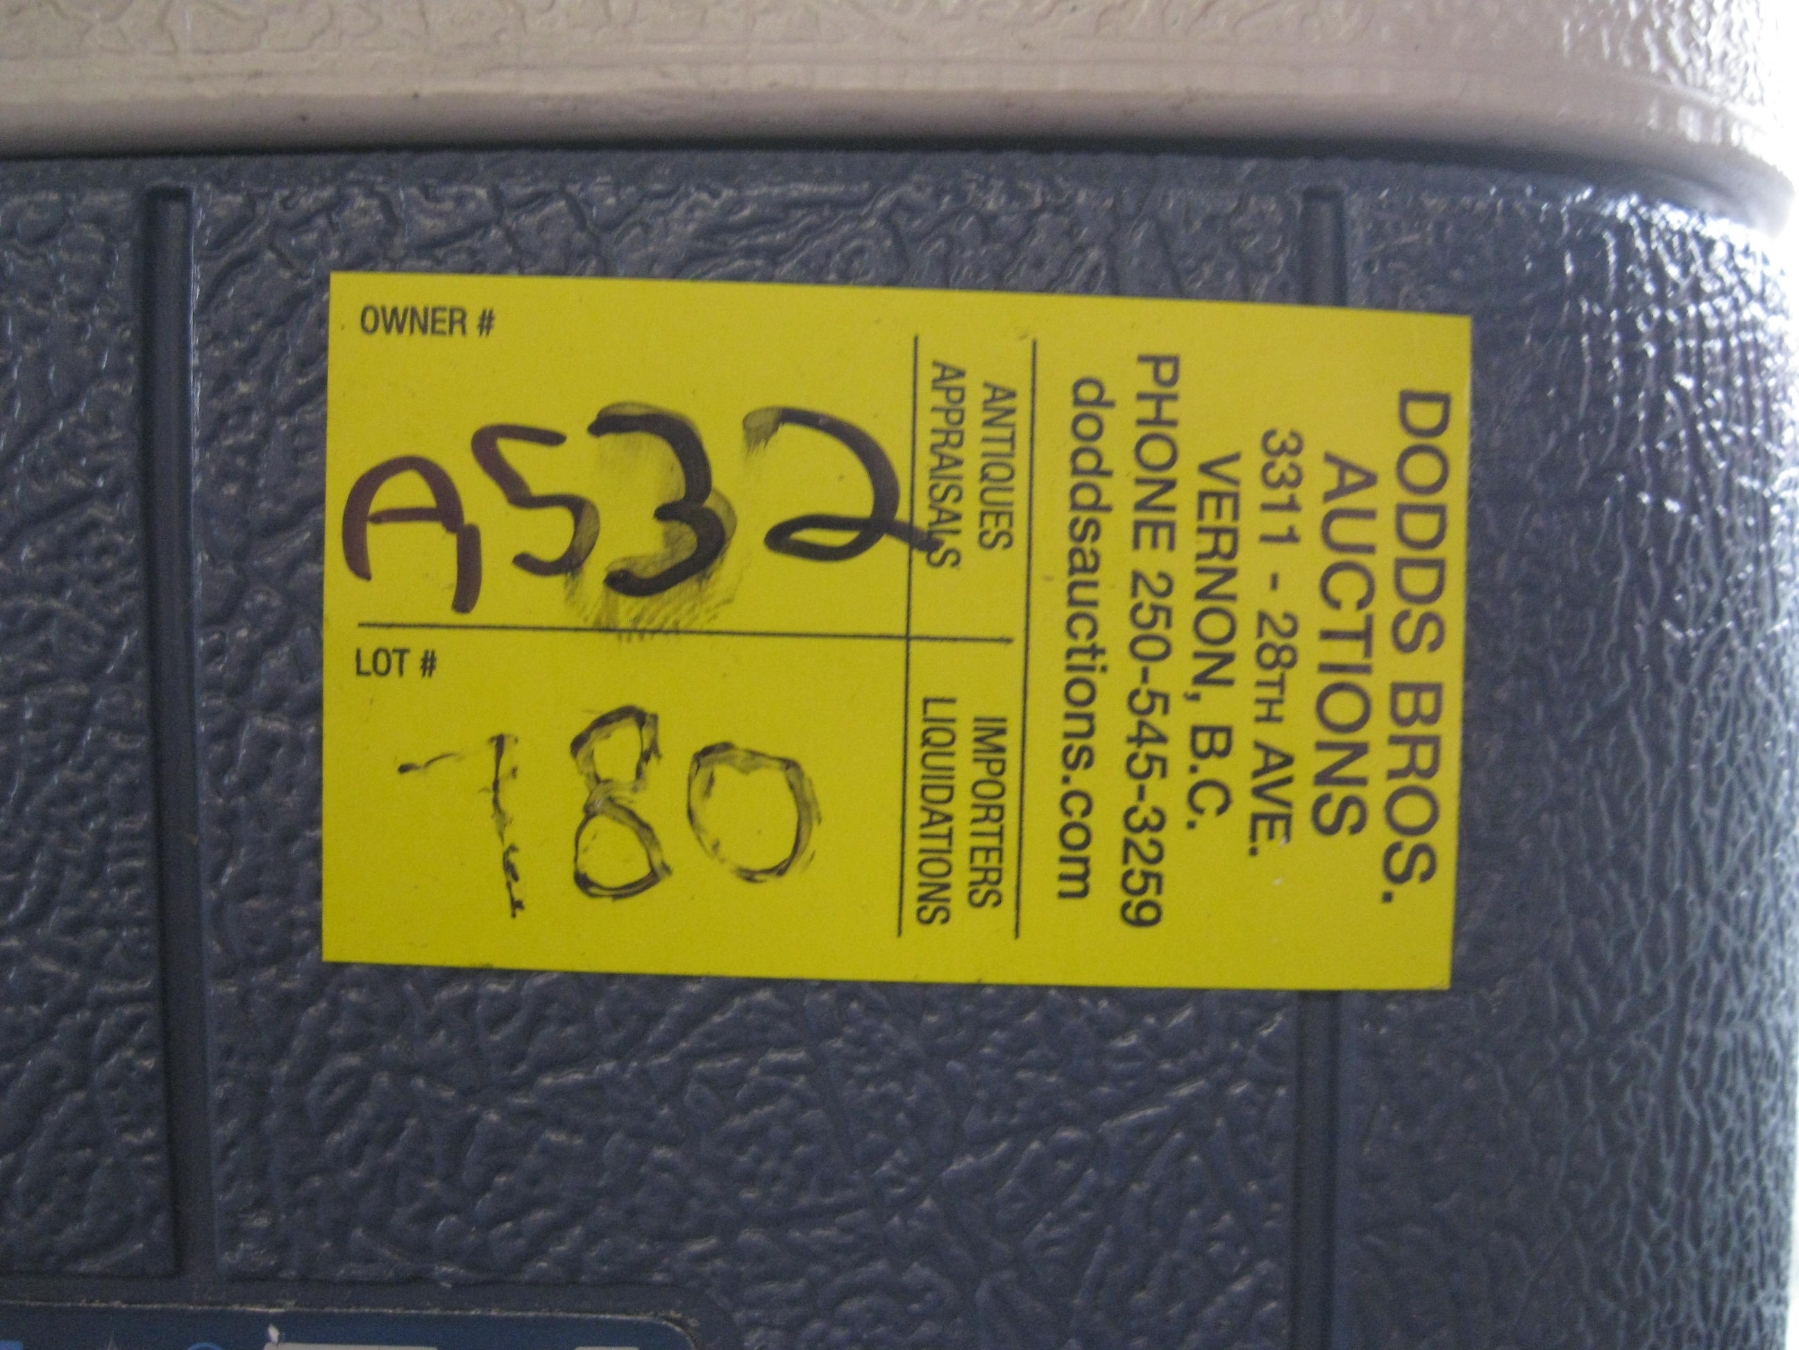 DODDS BROS.
AUCTIONS
3311 - 28TH AVE.
VERNON, B.C.
PHONE 250-545-3259
doddsauctions.com
ANTIQUES IMPORTERS
APPRAISALS LIQUIDATIONS
OWNER #
A532
LOT #
180